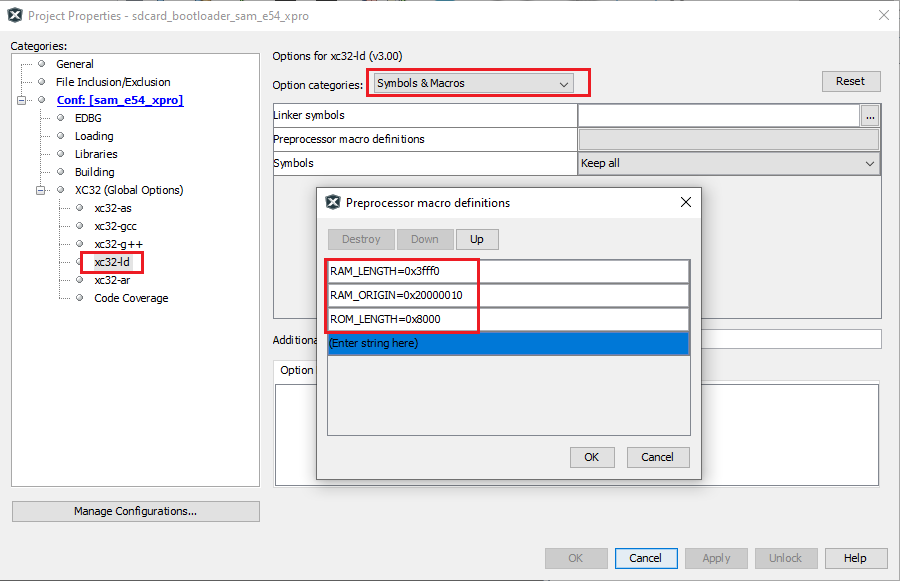 Project Properties - sdcard_bootloader_sam_e54_xpro
Categories:
General
File Inclusion/Exclusion
Conf: [sam_e54_xpro]
EDBG
Loading
Libraries
Building
XC32 (Global Options)
xc32-as
xc32-gcc
xc32-g++
xc32-ld
xc32-ar
Code Coverage
Manage Configurations...
Options for xc32-ld (v3.00)
Option categories: Symbols & Macros
Reset
Linker symbols ...
Preprocessor macro definitions
Symbols Keep all
Preprocessor macro definitions
Destroy Down Up
RAM_LENGTH=0x3fff0
RAM_ORIGIN=0x20000010
ROM_LENGTH=0x8000
(Enter string here)
OK Cancel
Additiona
Option
OK Cancel Apply Unlock Help